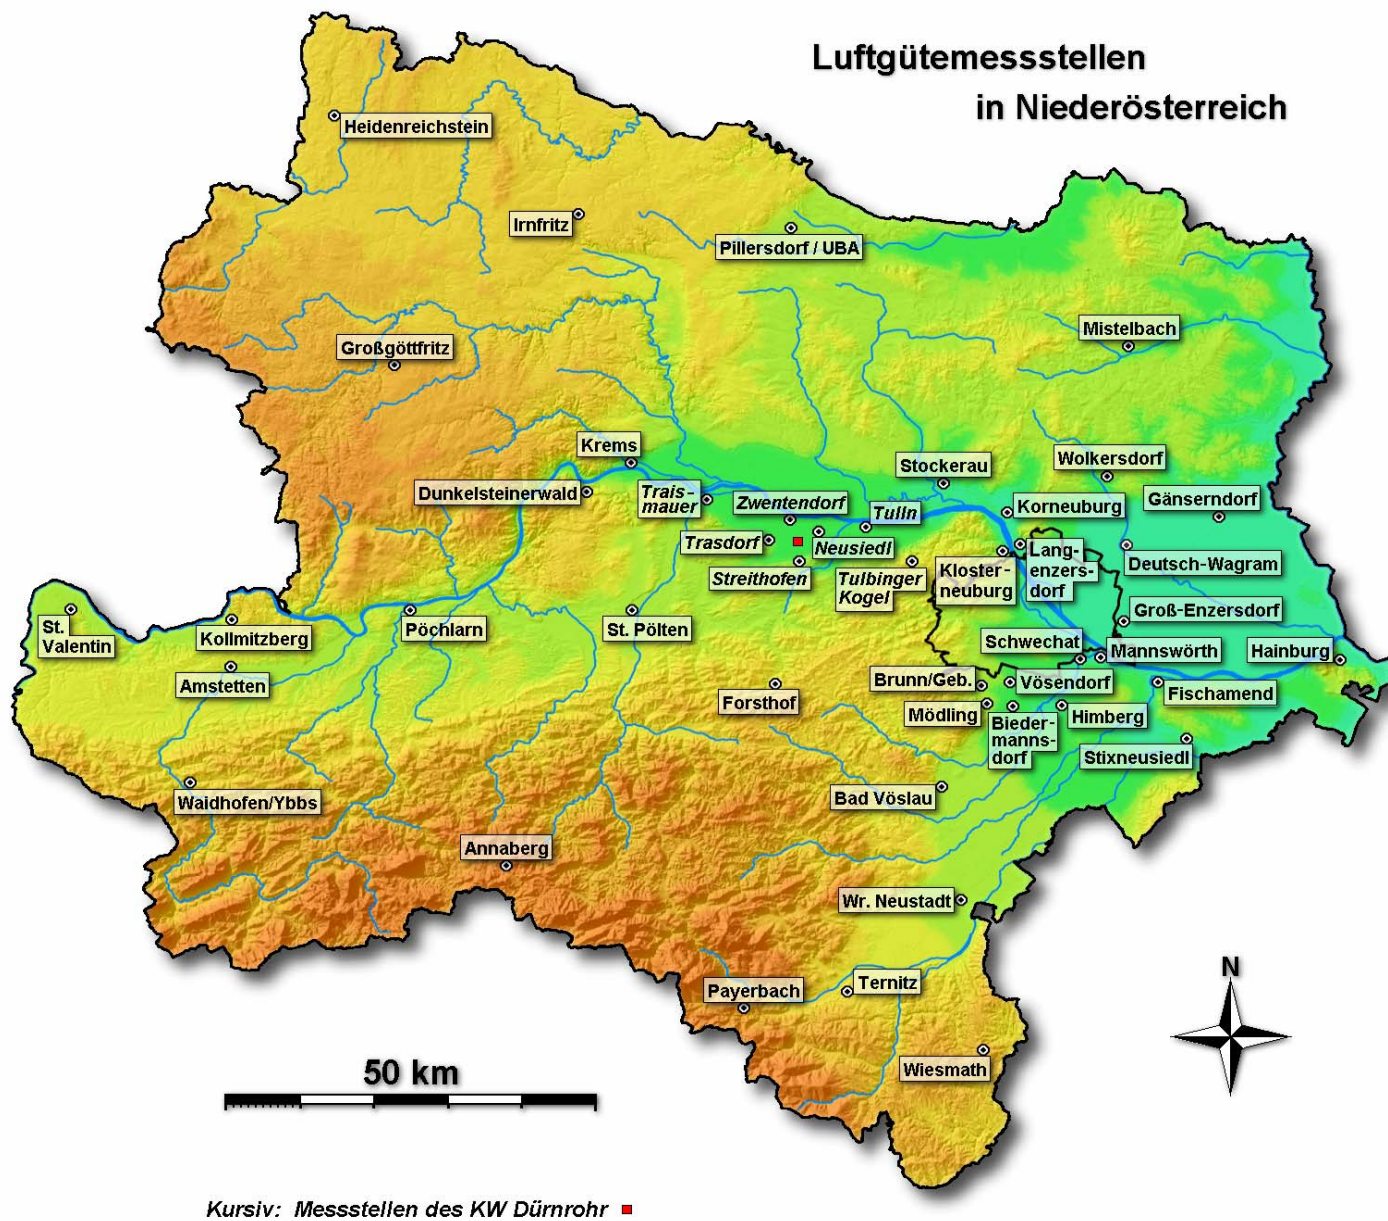 Luftgütemessstellen
in Niederösterreich
Heidenreichstein
Irnfritz
Pillersdorf / UBA
Mistelbach
Großgöttfritz
Krems
Stockerau
Wolkersdorf
Dunkelsteinerwald
Trais-
mauer
Zwentendorf
Tulln
Korneuburg
Gänserndorf
Trasdorf
Neusiedl
Streithofen
Tulbinger
Kogel
Kloster-
neuburg
Lang-
enzers-
dorf
Deutsch-Wagram
St.
Valentin
Kollmitzberg
Pöchlarn
St. Pölten
Groß-Enzersdorf
Schwechat
Mannswörth
Hainburg
Amstetten
Forsthof
Brunn/Geb.
Vösendorf
Fischamend
Mödling
Bieder-
manns-
dorf
Himberg
Stixneusiedl
Waidhofen/Ybbs
Bad Vöslau
Annaberg
Wr. Neustadt
Payerbach
Ternitz
N
Wiesmath
50 km
Kursiv: Messstellen des KW Dürnrohr